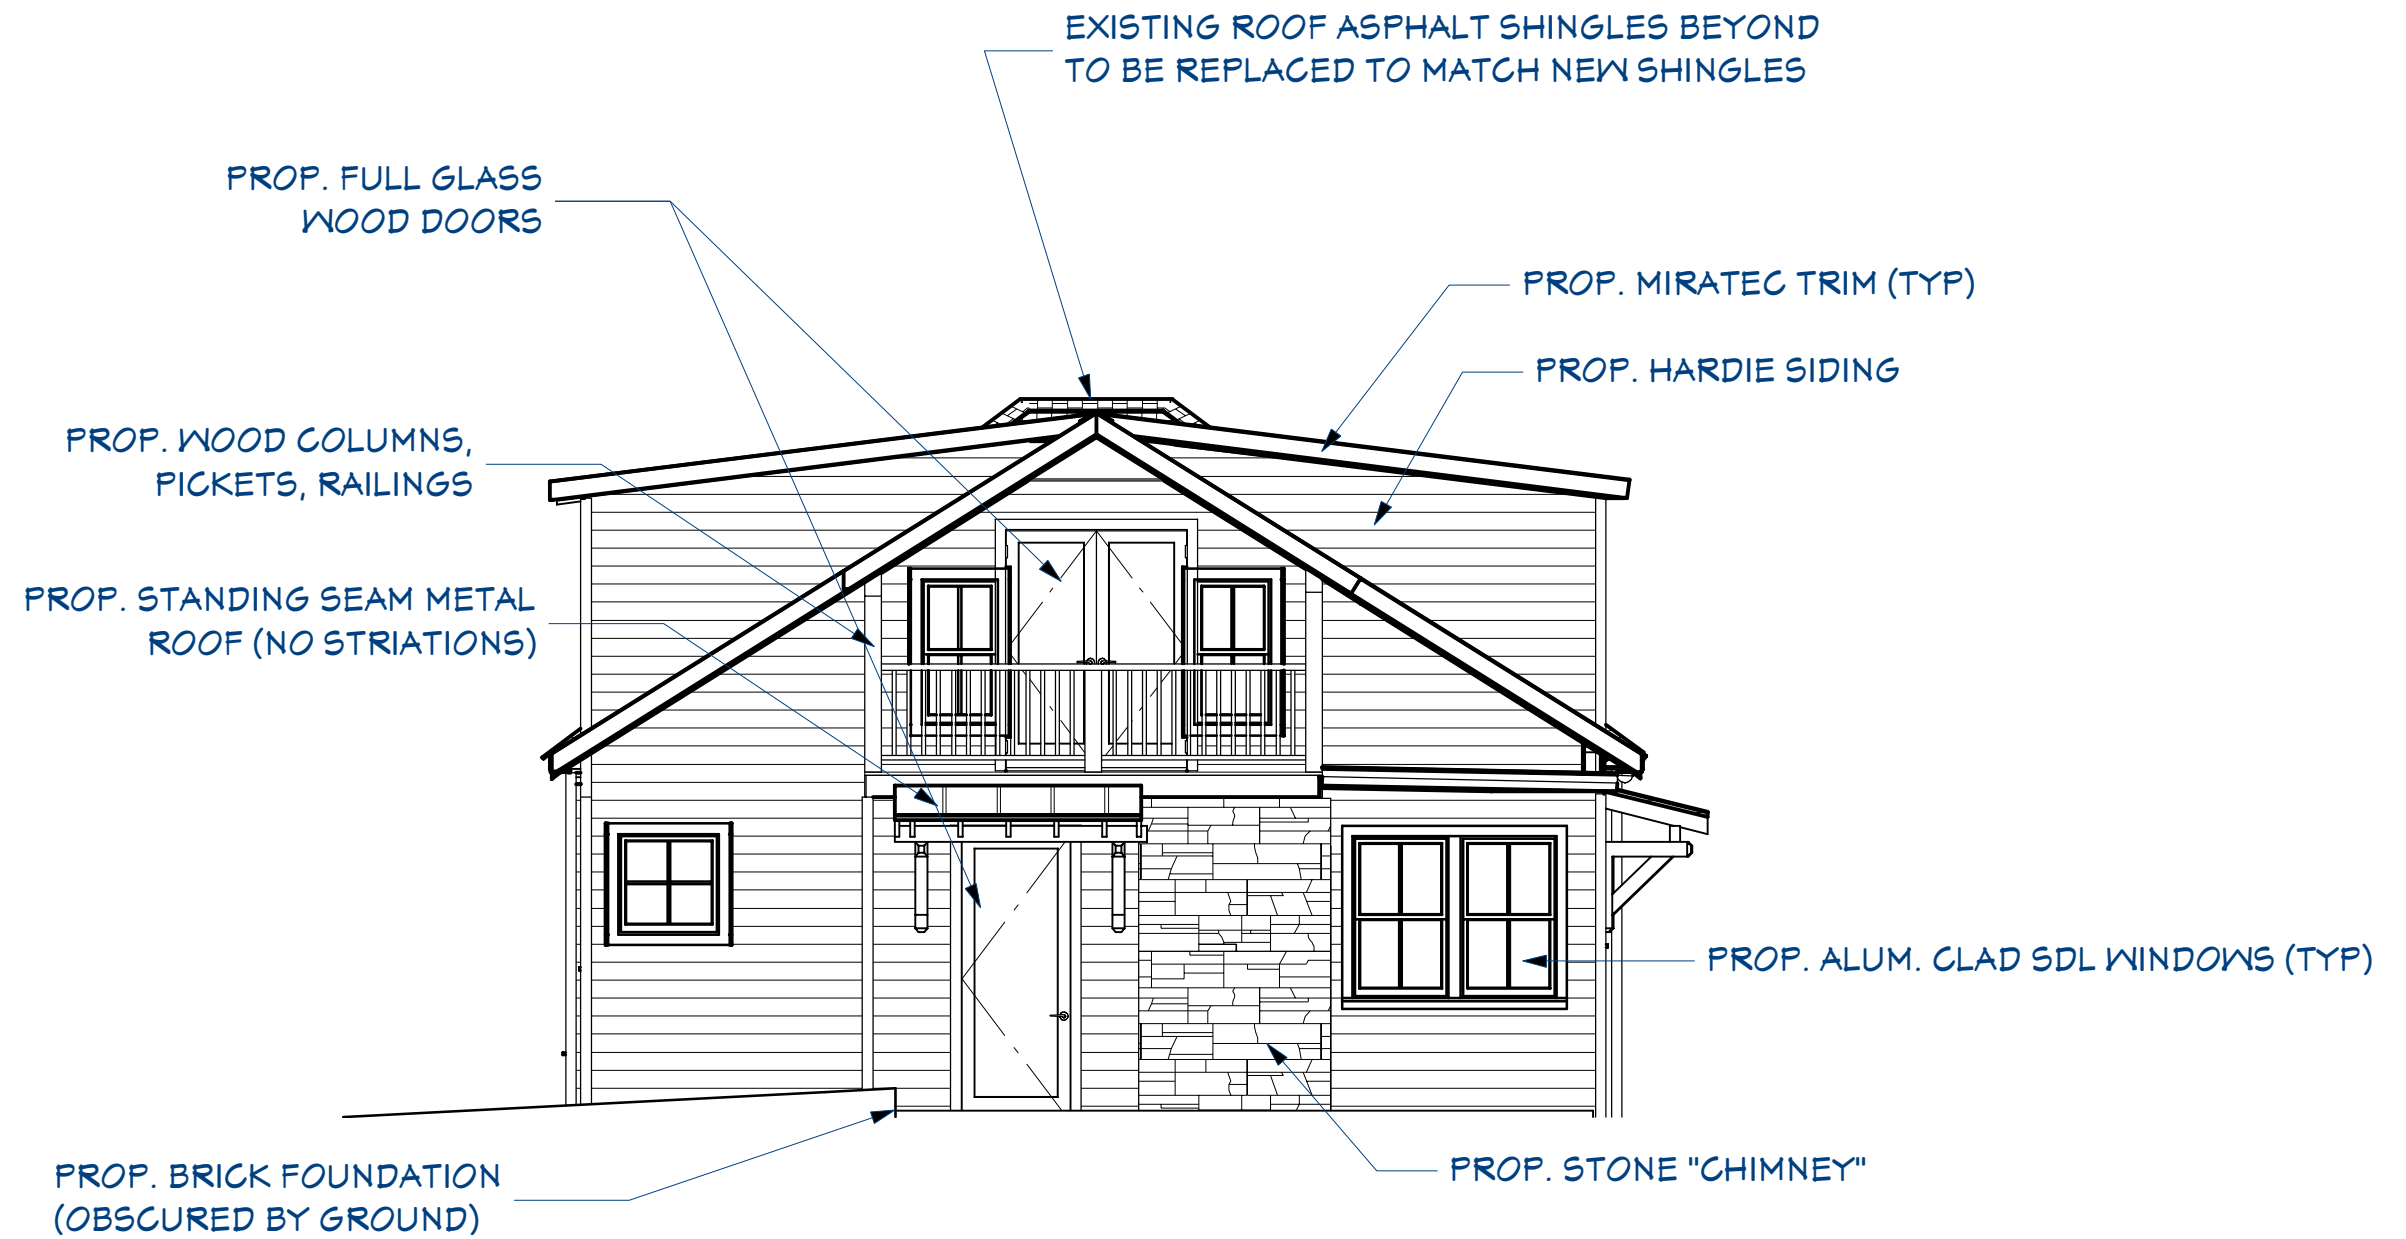 EXISTING ROOF ASPHALT SHINGLES BEYOND
TO BE REPLACED TO MATCH NEW SHINGLES
PROP. FULL GLASS
WOOD DOORS
PROP. MIRATEC TRIM (TYP)
PROP. HARDIE SIDING
PROP. WOOD COLUMNS,
PICKETS, RAILINGS
PROP. STANDING SEAM METAL
ROOF (NO STRIATIONS)
PROP. ALUM. CLAD SDL WINDOWS (TYP)
PROP. STONE "CHIMNEY"
PROP. BRICK FOUNDATION
(OBSCURED BY GROUND)